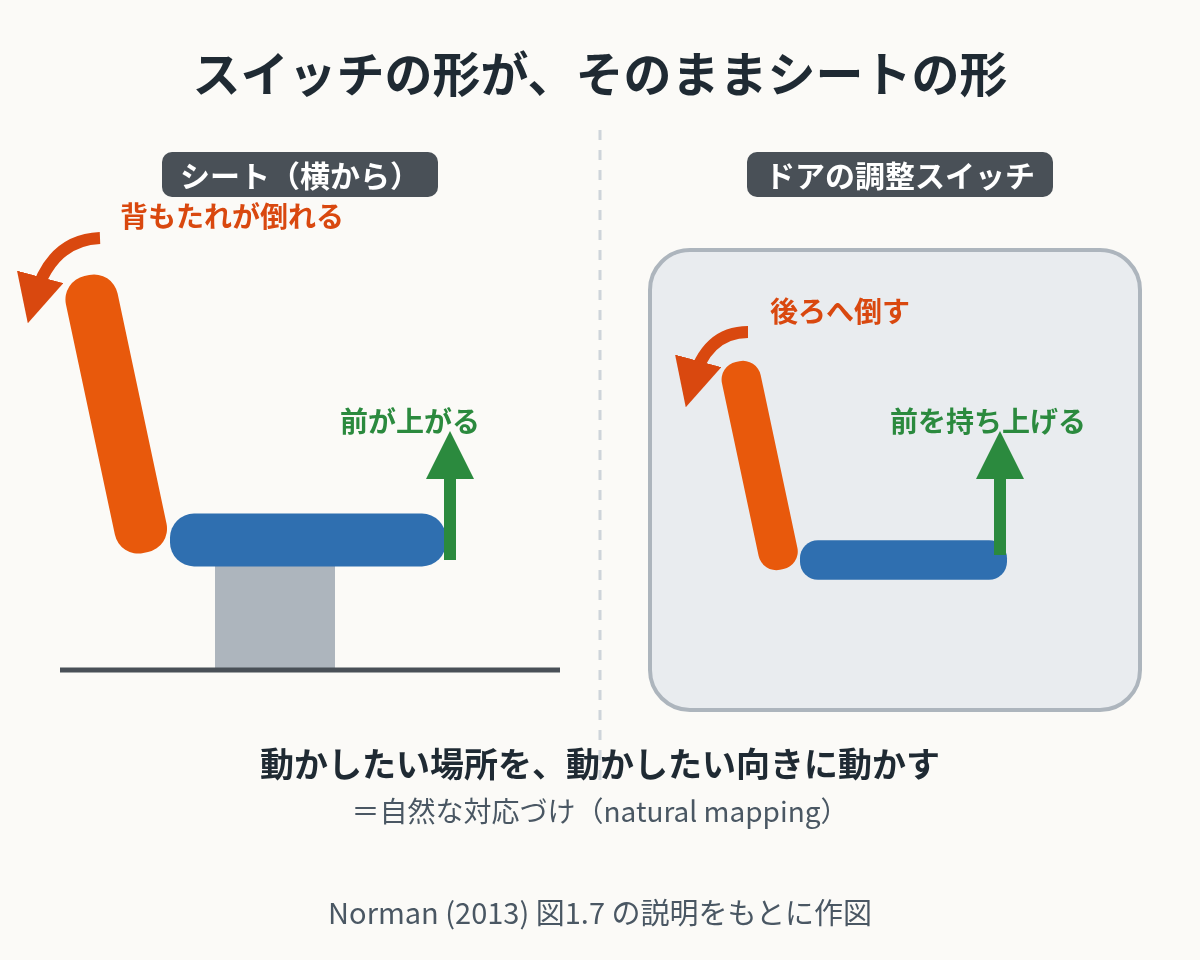 スイッチの形が、そのままシートの形
シート（横から）
背もたれが倒れる
前が上がる
ドアの調整スイッチ
後ろへ倒す
前を持ち上げる
動かしたい場所を、動かしたい向きに動かす
＝自然な対応づけ（natural mapping）
Norman (2013) 図1.7 の説明をもとに作図